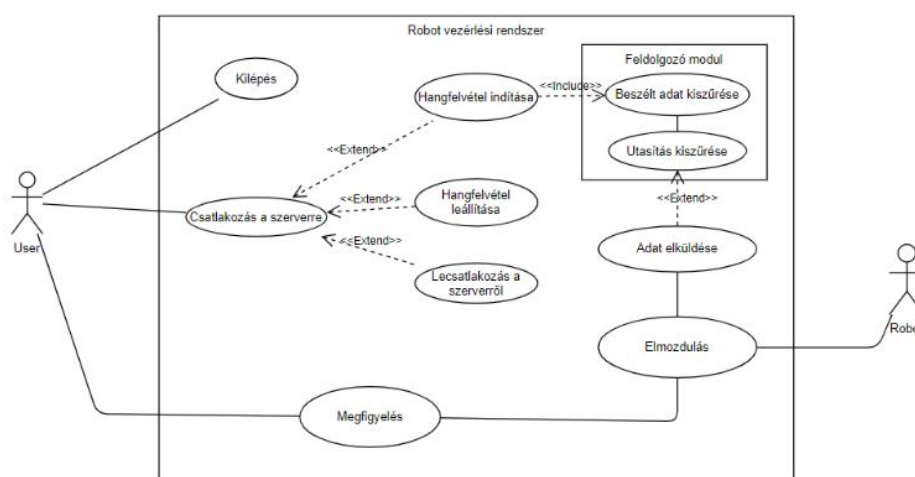 Robot vezérlési rendszer
Feldolgozó modul
Kilépés
Hangfelvétel indítása
<<Include>>
Beszélt adat kiszűrése
Utasítás kiszűrése
<<Extend>>
Csatlakozás a szerverre
<<Extend>>
Hangfelvétel
leállítása
<<Extend>>
<<Extend>>
User
Adat elküldése
Lecsatlakozás a
szerverről
Robo
Elmozdulás
Megfigyelés